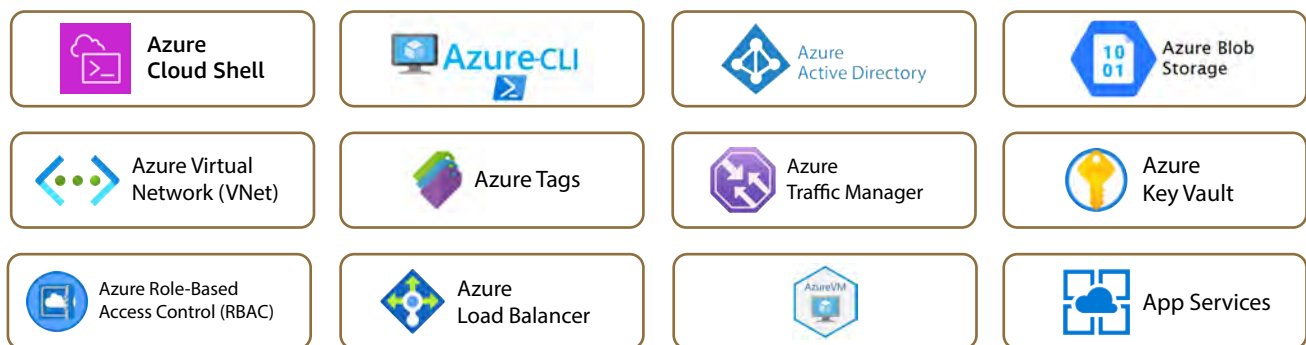 Azure
Cloud Shell
Azure CLI
Azure
Active Directory
10
01
Azure Blob
Storage
Azure Virtual
Network (VNet)
Azure Tags
Azure
Traffic Manager
Azure
Key Vault
Azure Role-Based
Access Control (RBAC)
Azure
Load Balancer
AzureVM
App Services